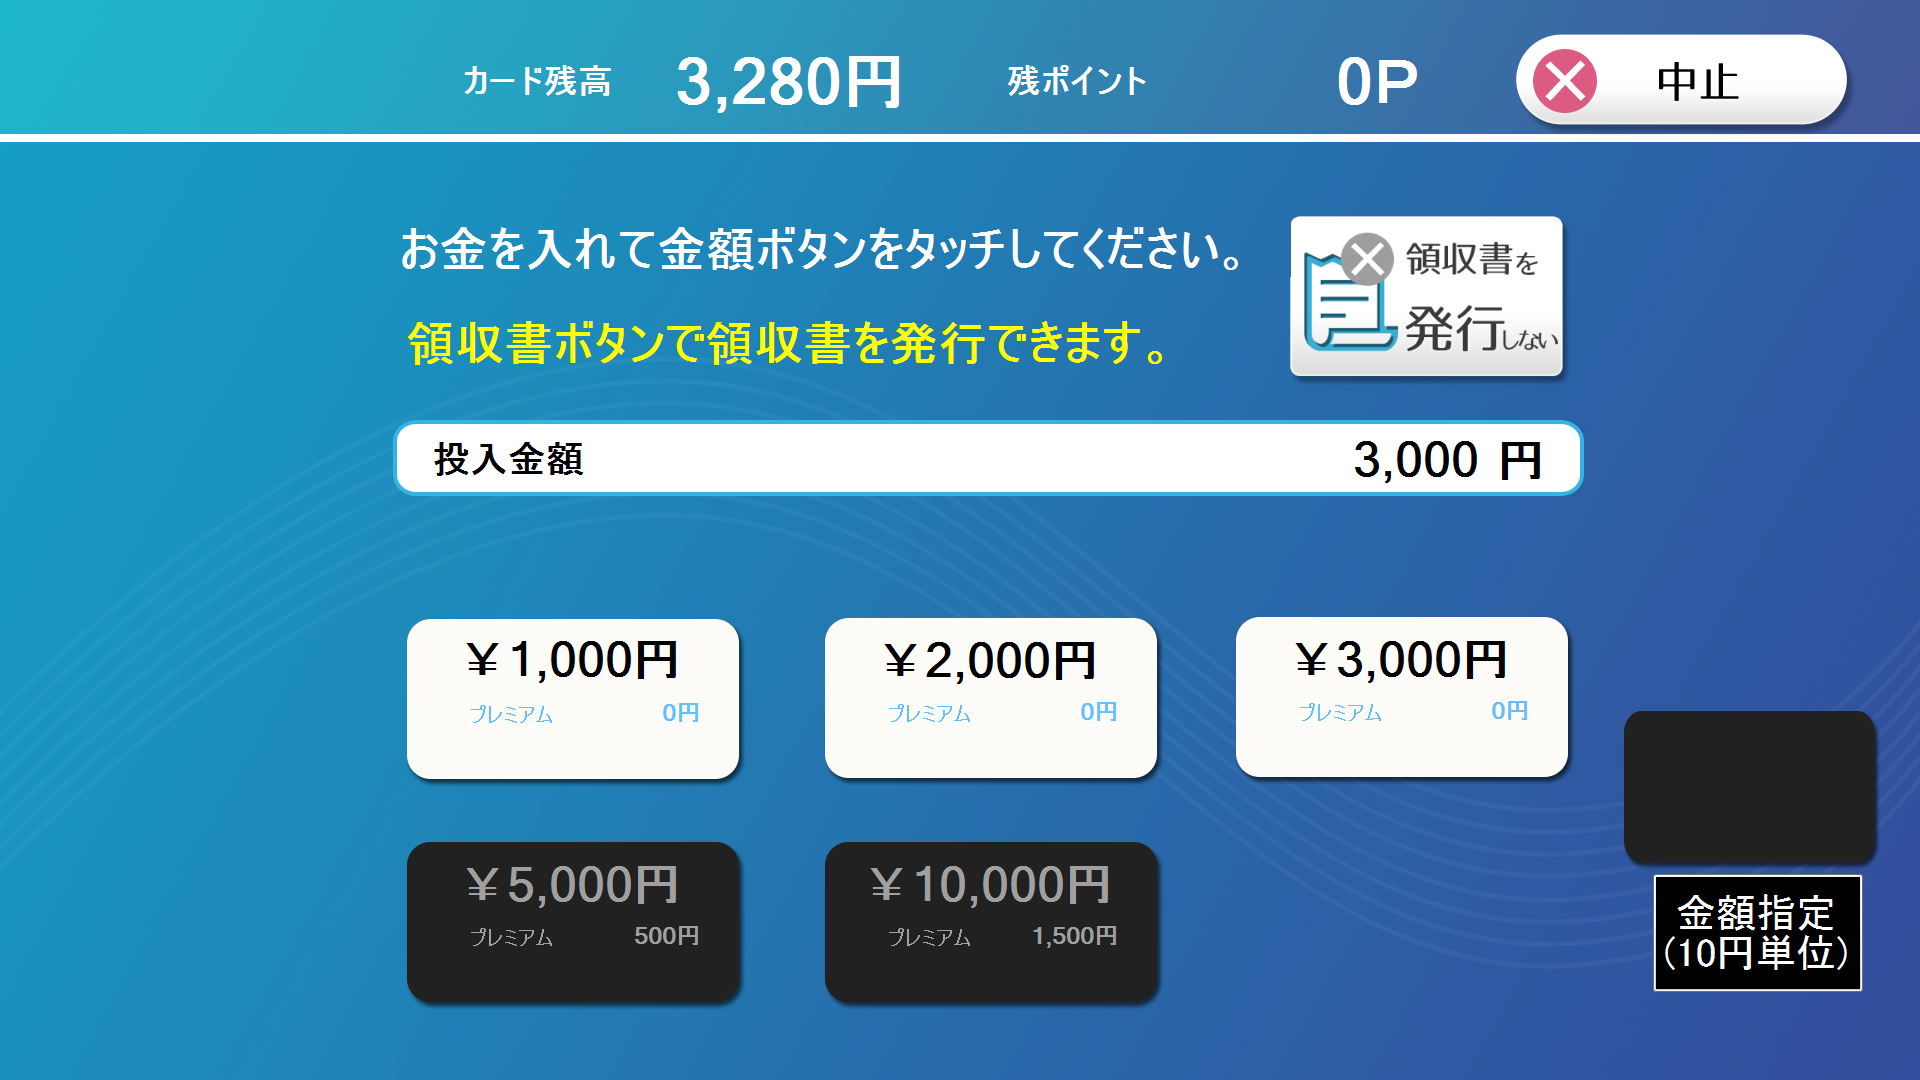 カード残高 3,280円 残ポイント 0P 中止
お金を入れて金額ボタンをタッチしてください。
領収書ボタンで領収書を発行できます。
領収書を
発行しない
投入金額 3,000 円
￥1,000円
プレミアム 0円
￥2,000円
プレミアム 0円
￥3,000円
プレミアム 0円
￥5,000円
プレミアム 500円
￥10,000円
プレミアム 1,500円
金額指定
(10円単位)